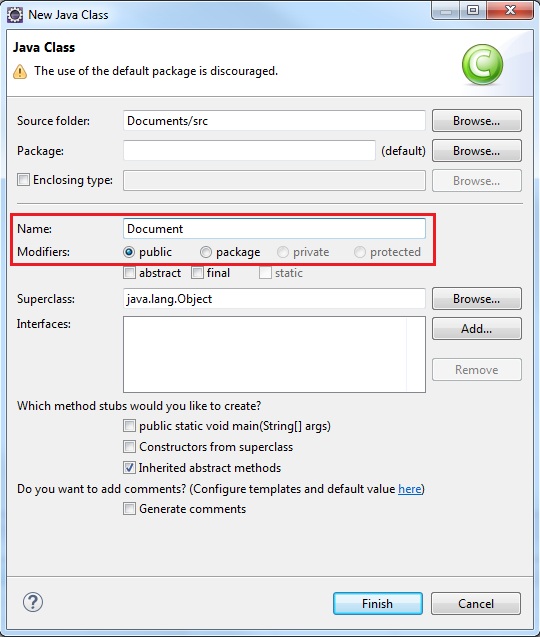 New Java Class
Java Class
The use of the default package is discouraged.
C
Source folder: Documents/src Browse...
Package: (default) Browse...
Enclosing type: Browse...
Name: Document
Modifiers: public package private protected
abstract final static
Superclass: java.lang.Object Browse...
Interfaces: Add...
Remove
Which method stubs would you like to create?
public static void main(String[] args)
Constructors from superclass
Inherited abstract methods
Do you want to add comments? (Configure templates and default value here)
Generate comments
? Finish Cancel